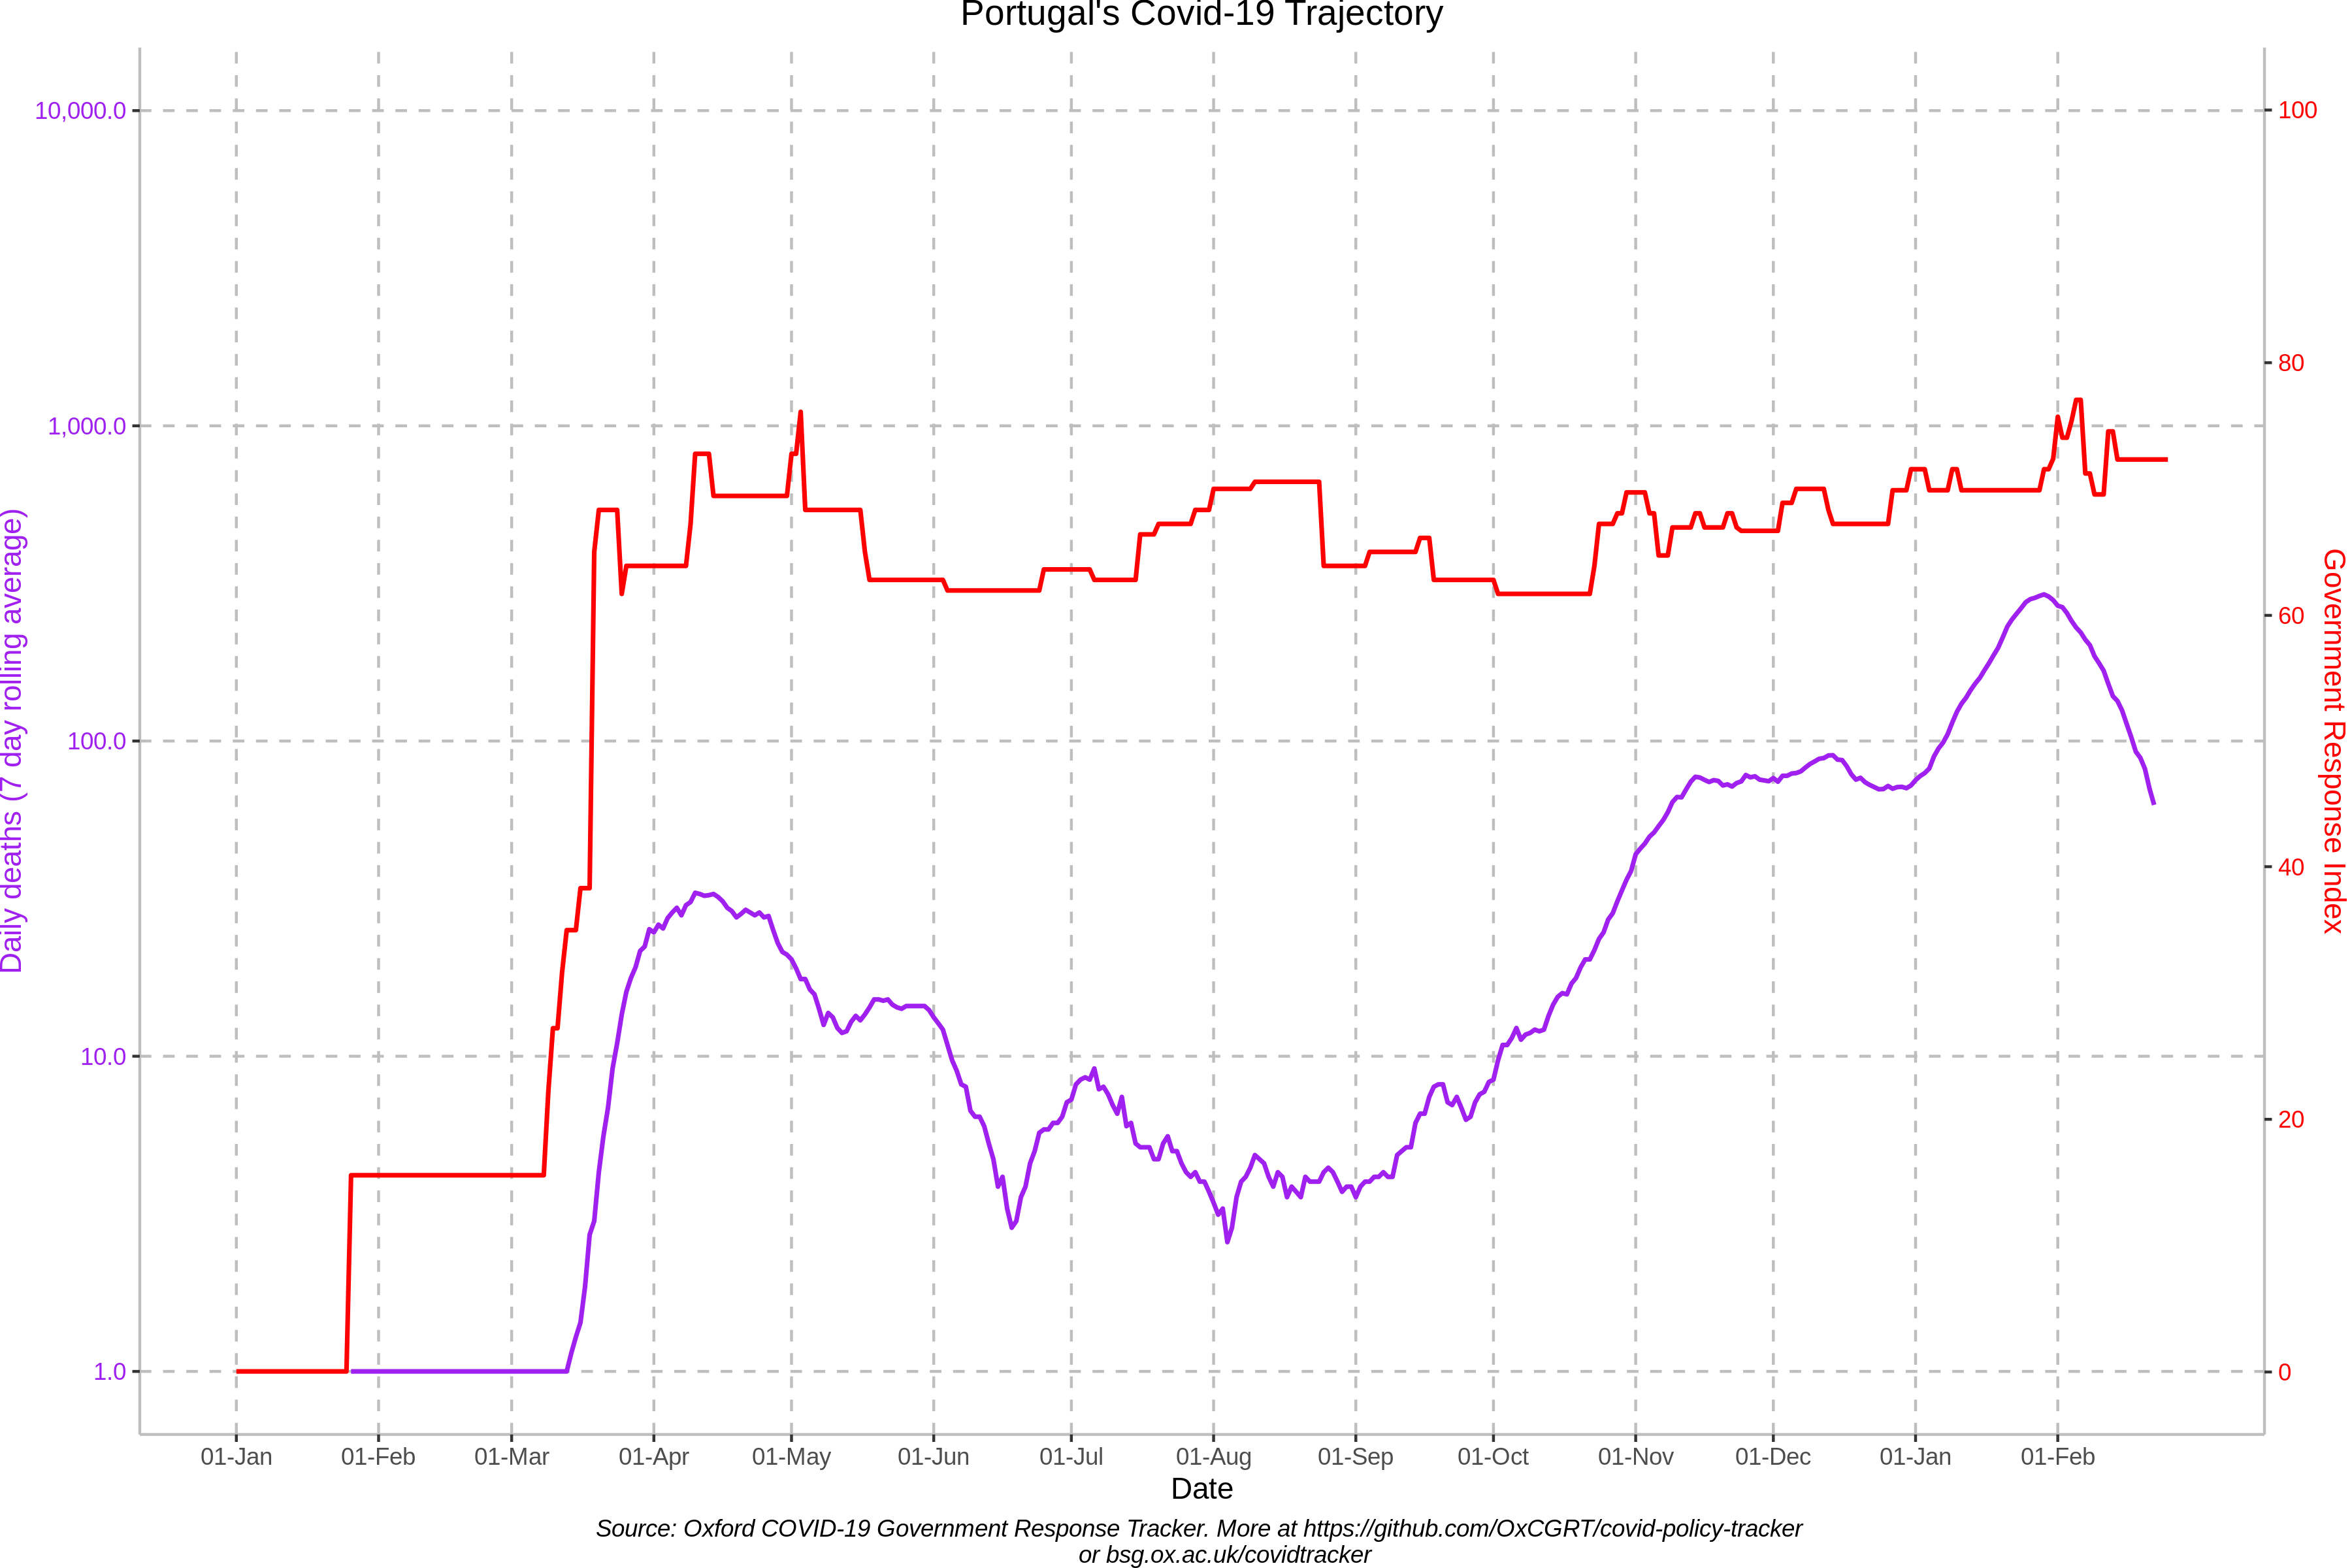 Portugal's Covid-19 Trajectory
10,000.0
1,000.0
100.0
10.0
1.0
Daily deaths (7 day rolling average)
100
80
60
40
20
0
Government Response Index
01-Jan 01-Feb 01-Mar 01-Apr 01-May 01-Jun 01-Jul 01-Aug 01-Sep 01-Oct 01-Nov 01-Dec 01-Jan 01-Feb
Date
Source: Oxford COVID-19 Government Response Tracker. More at https://github.com/OxCGRT/covid-policy-tracker
or bsg.ox.ac.uk/covidtracker